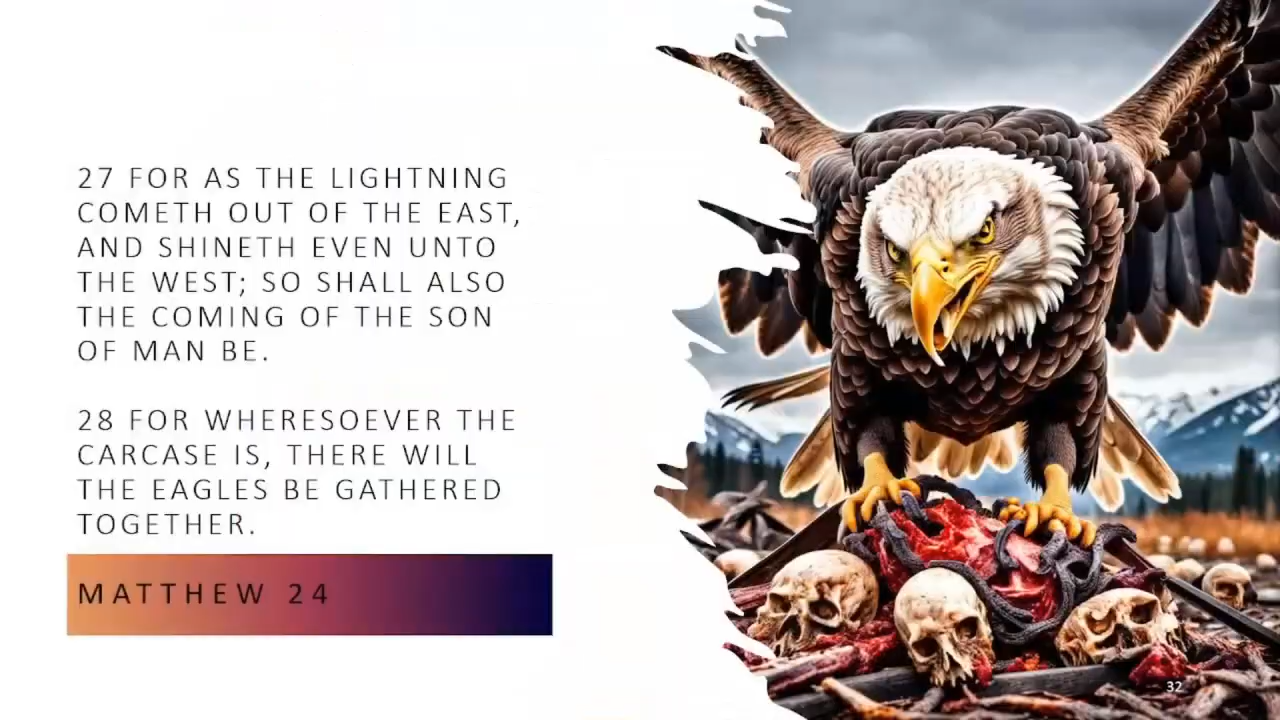 27 FOR AS THE LIGHTNING
COMETH OUT OF THE EAST,
AND SHINETH EVEN UNTO
THE WEST; SO SHALL ALSO
THE COMING OF THE SON
OF MAN BE.
28 FOR WHERESOEVER THE
CARCASE IS, THERE WILL
THE EAGLES BE GATHERED
TOGETHER.
MATTHEW 24
32